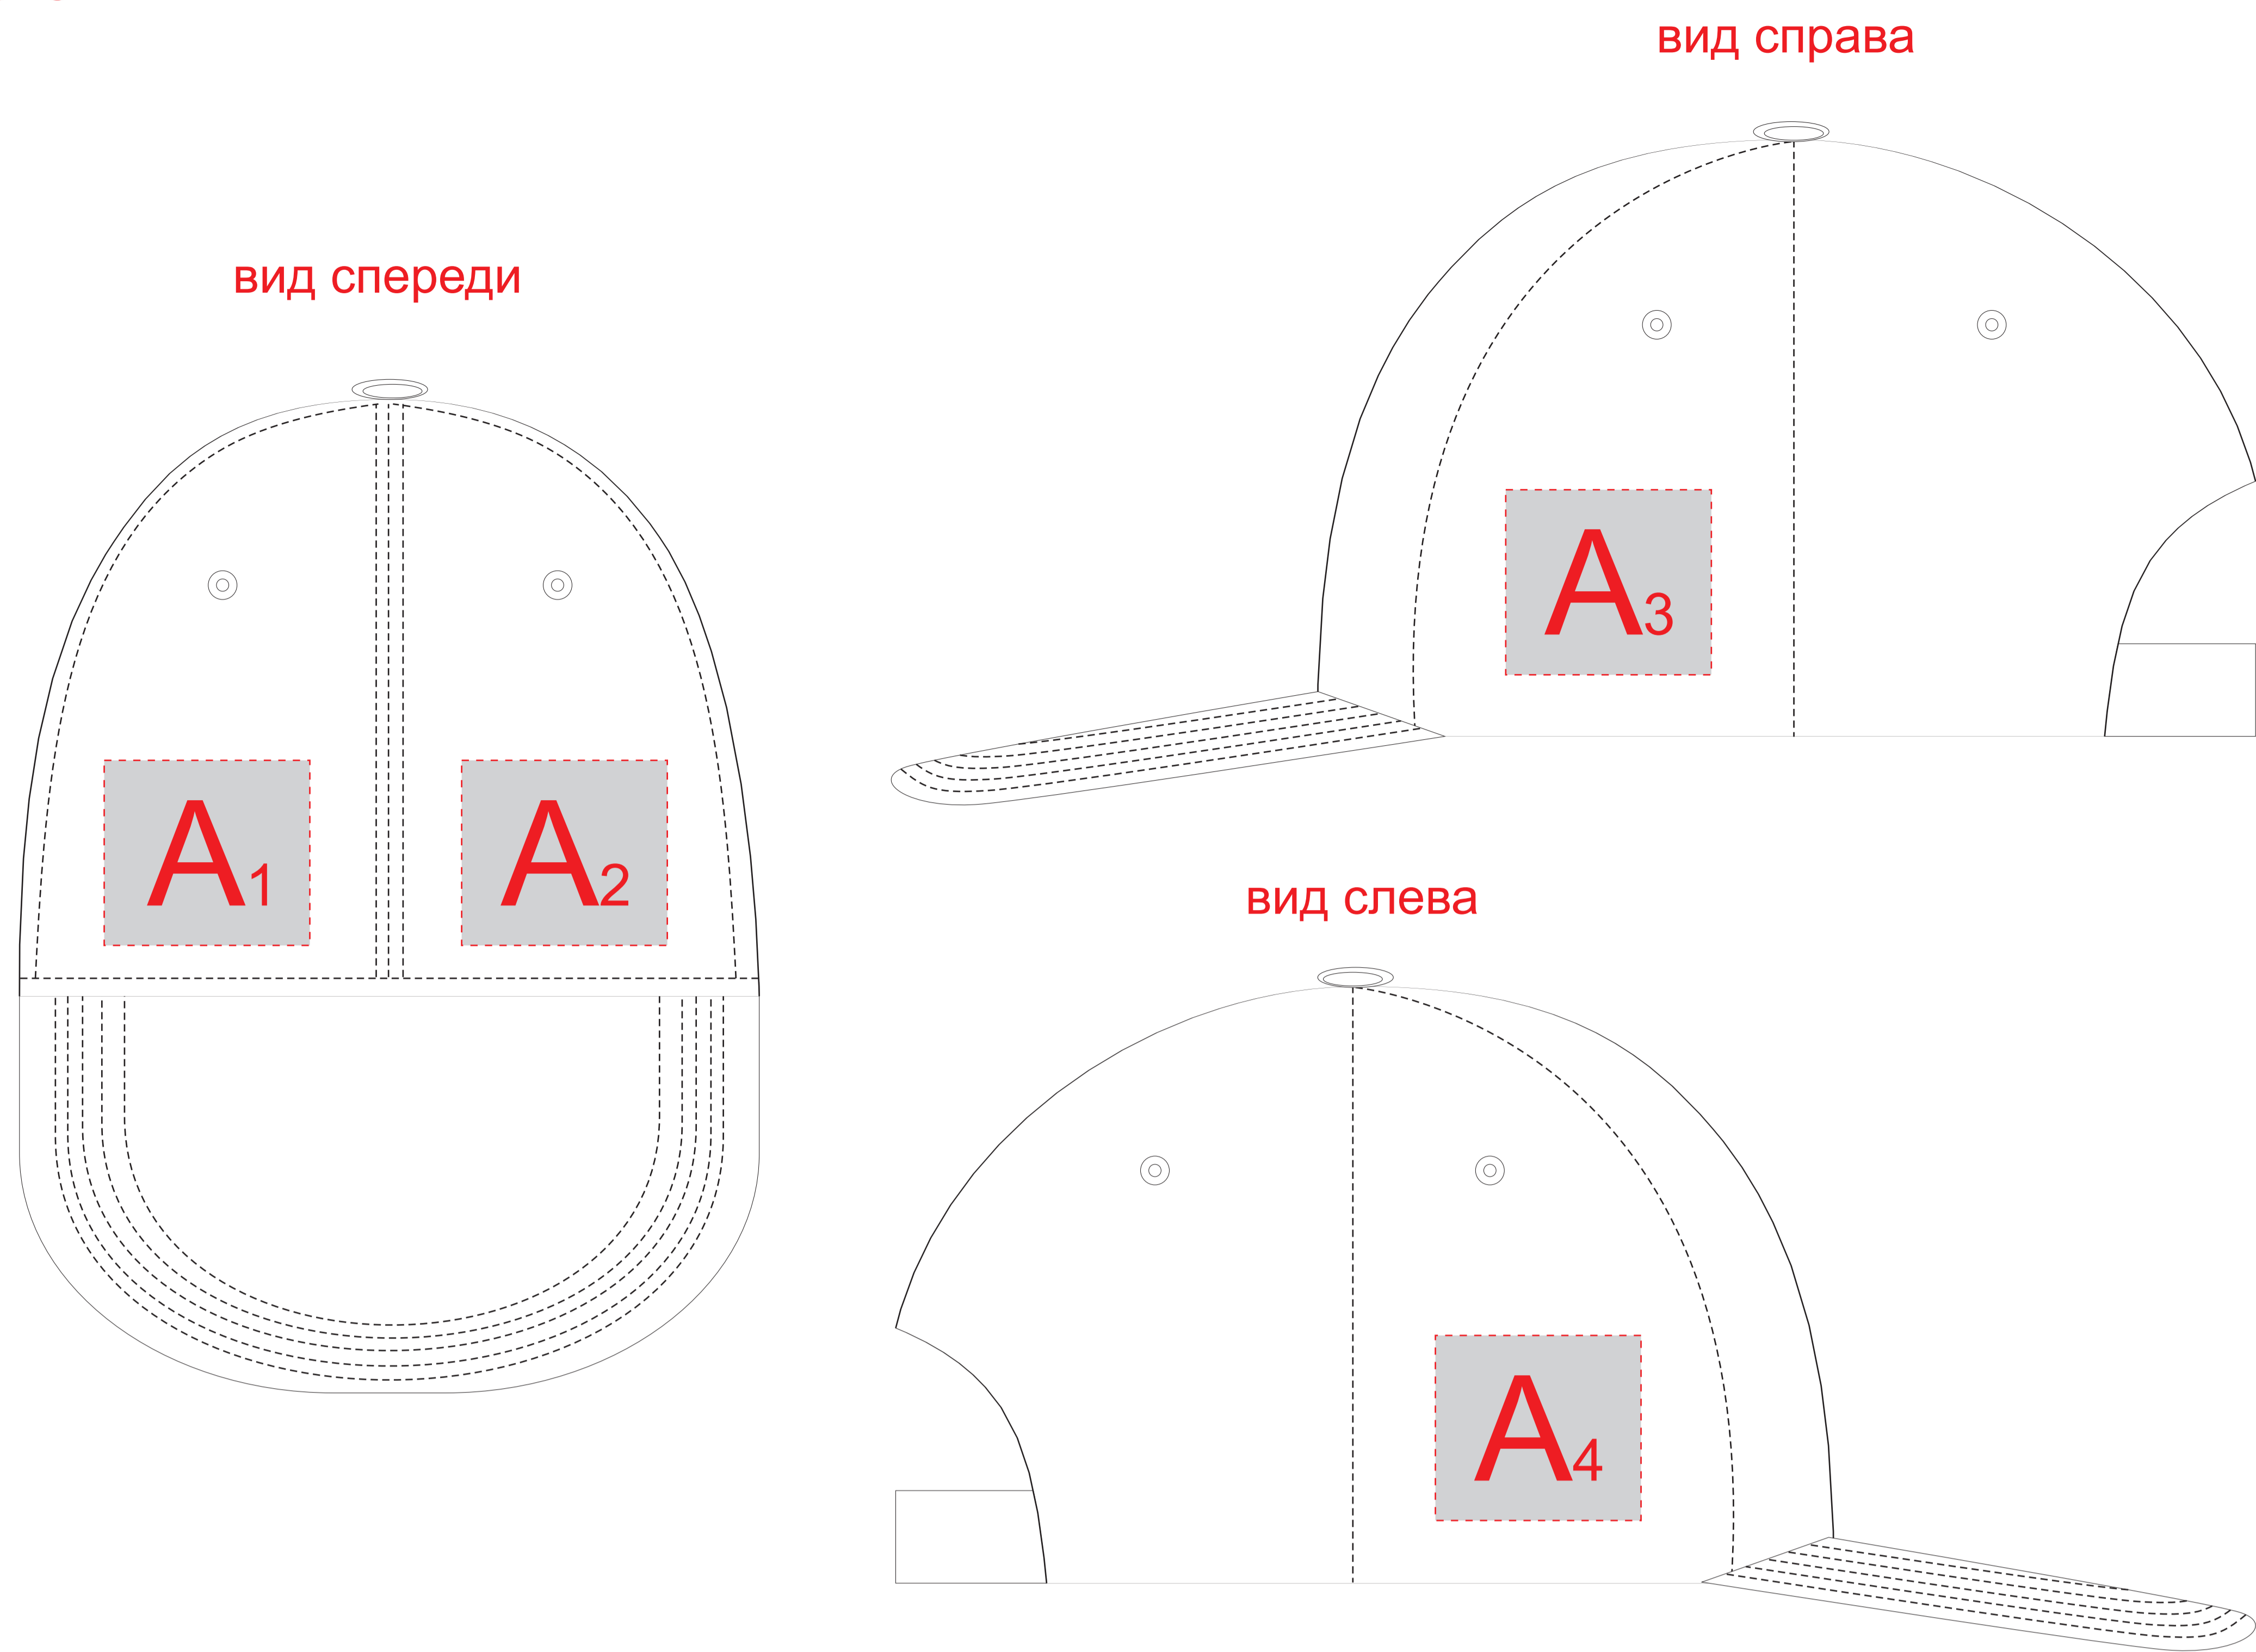 вид спереди
A1 A2
вид справа
A3
вид слева
A4